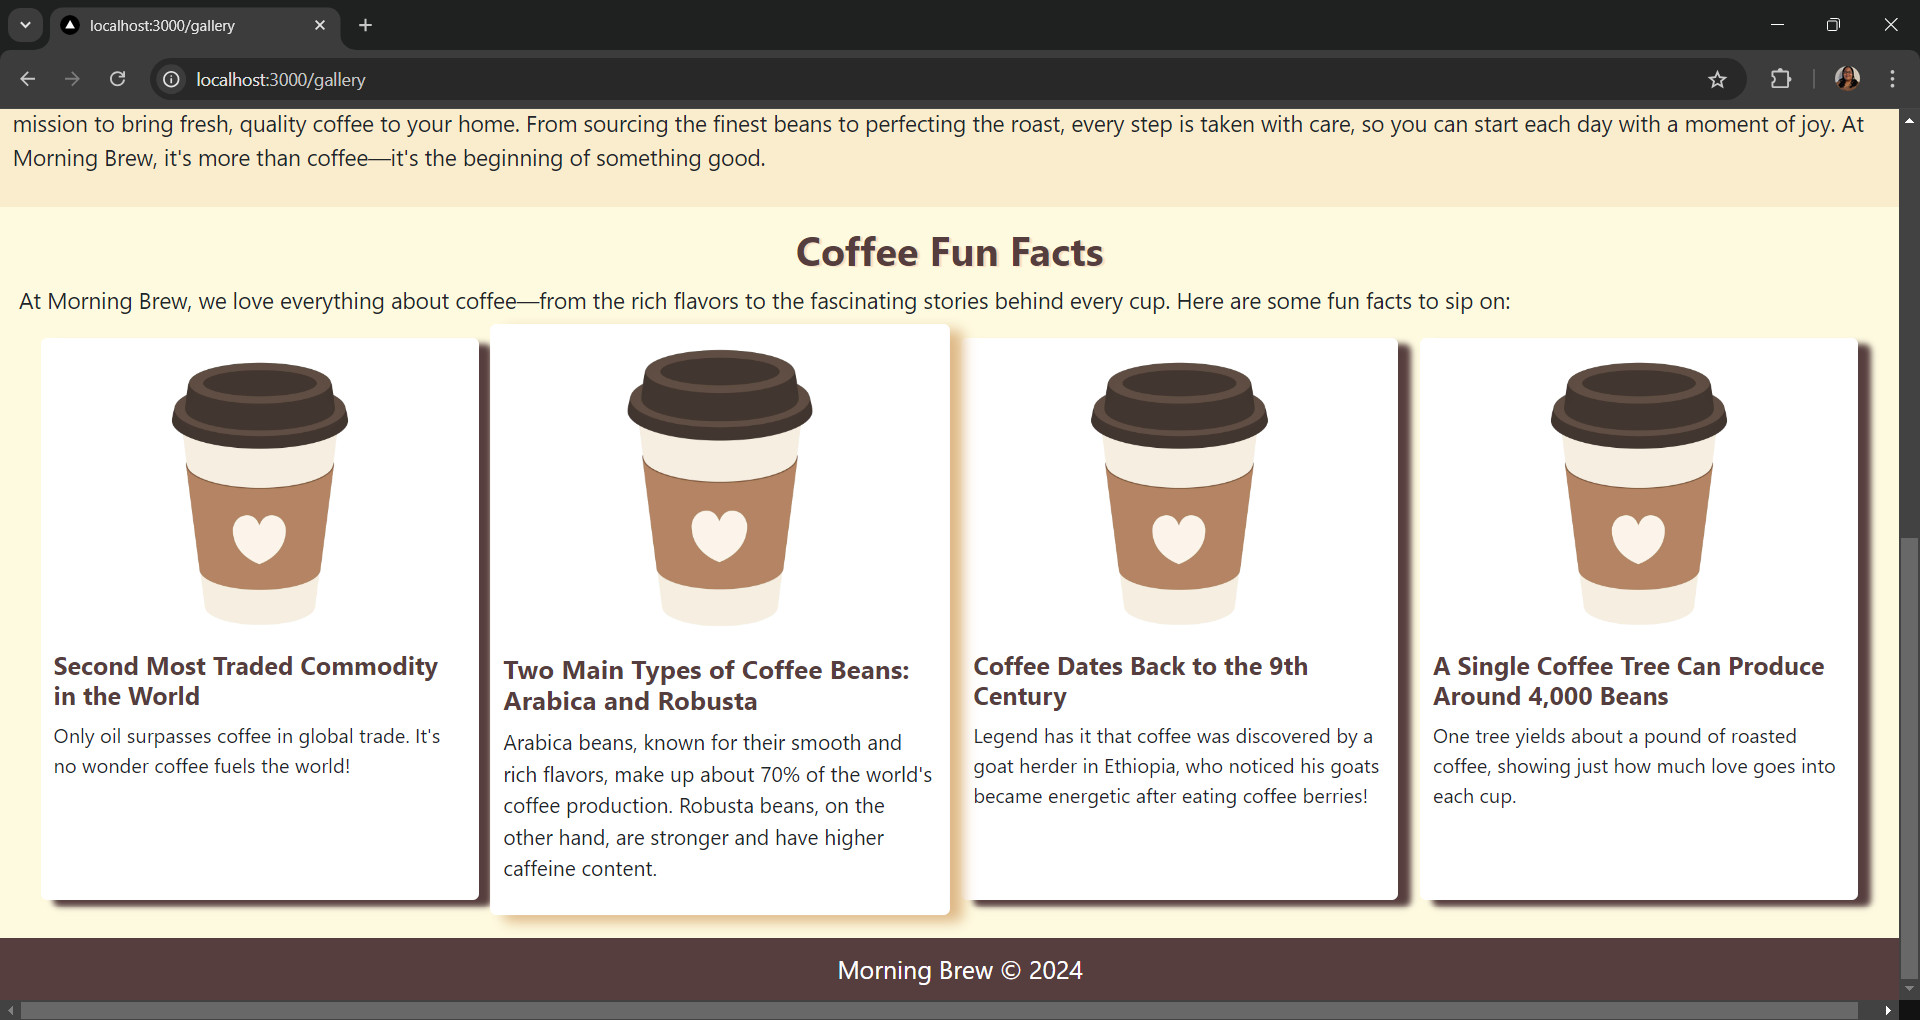 localhost:3000/gallery
localhost:3000/gallery
mission to bring fresh, quality coffee to your home. From sourcing the finest beans to perfecting the roast, every step is taken with care, so you can start each day with a moment of joy. At
Morning Brew, it's more than coffee—it's the beginning of something good.
Coffee Fun Facts
At Morning Brew, we love everything about coffee—from the rich flavors to the fascinating stories behind every cup. Here are some fun facts to sip on:
Second Most Traded Commodity
in the World
Only oil surpasses coffee in global trade. It's
no wonder coffee fuels the world!
Two Main Types of Coffee Beans:
Arabica and Robusta
Arabica beans, known for their smooth and
rich flavors, make up about 70% of the world's
coffee production. Robusta beans, on the
other hand, are stronger and have higher
caffeine content.
Coffee Dates Back to the 9th
Century
Legend has it that coffee was discovered by a
goat herder in Ethiopia, who noticed his goats
became energetic after eating coffee berries!
A Single Coffee Tree Can Produce
Around 4,000 Beans
One tree yields about a pound of roasted
coffee, showing just how much love goes into
each cup.
Morning Brew © 2024